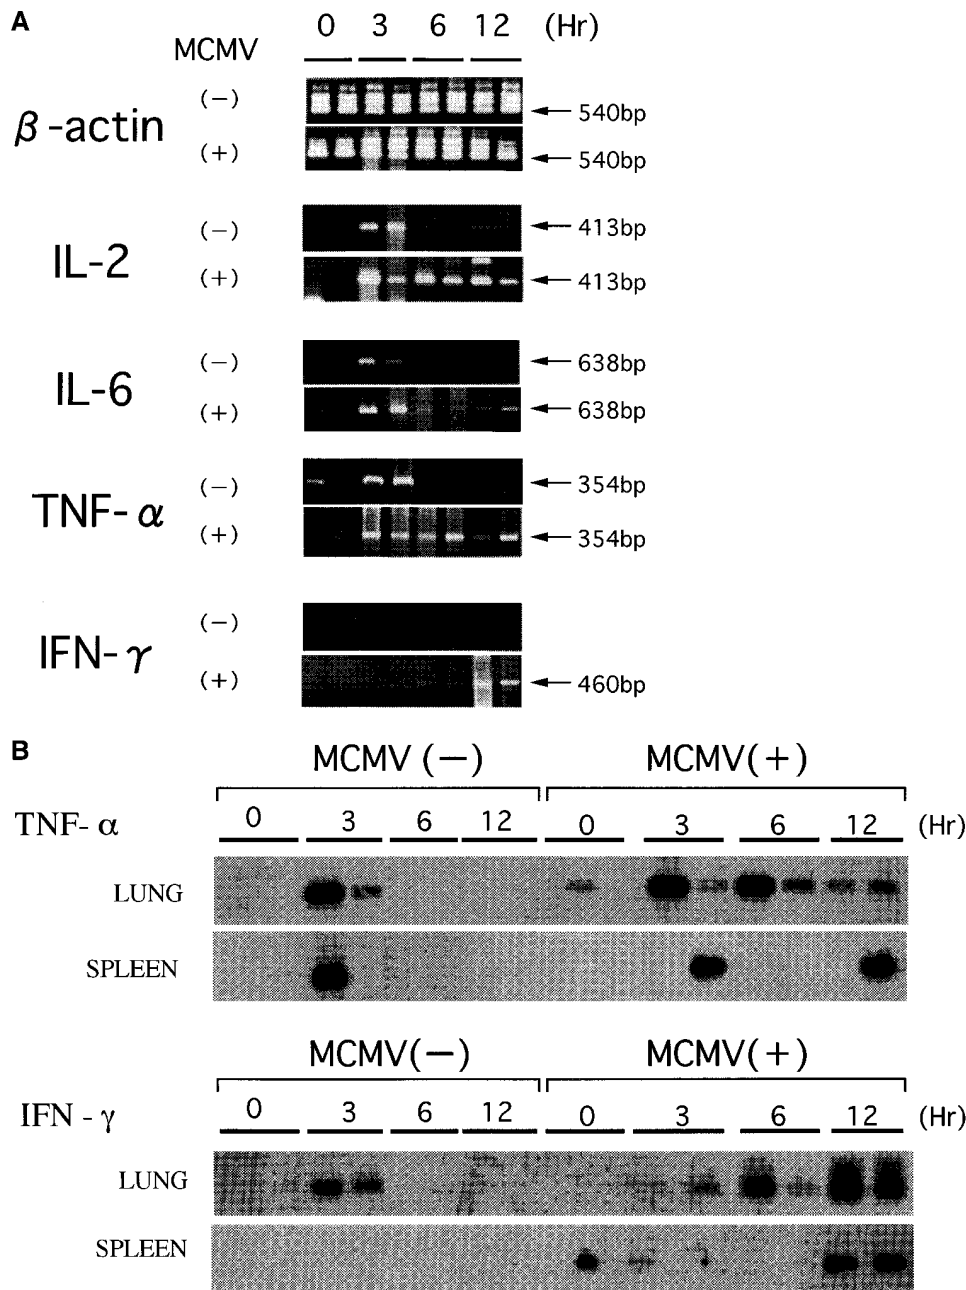 A
0 3 6 12 (Hr)
MCMV
β-actin
(−)
540bp
(+)
540bp
IL-2
(−)
413bp
(+)
413bp
IL-6
(−)
638bp
(+)
638bp
TNF-α
(−)
354bp
(+)
354bp
IFN-γ
(−)
(+)
460bp
B
MCMV (−) MCMV(+)
TNF-α 0 3 6 12 0 3 6 12 (Hr)
LUNG
SPLEEN
MCMV(−) MCMV(+)
IFN-γ 0 3 6 12 0 3 6 12 (Hr)
LUNG
SPLEEN